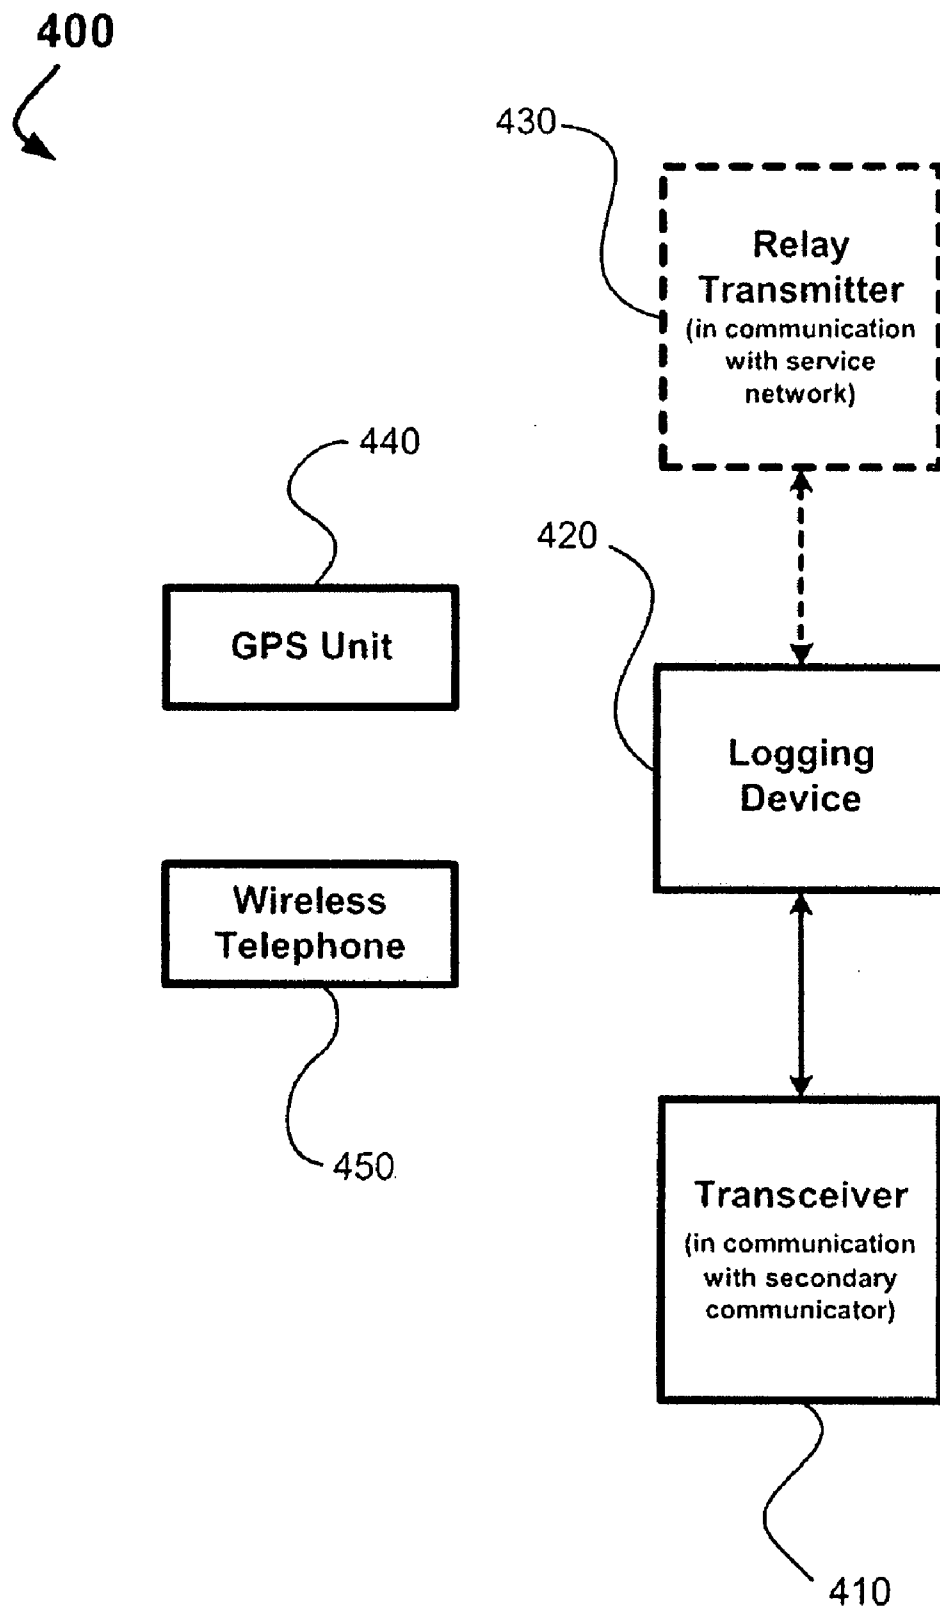 400
430
Relay
Transmitter
(in communication
with service
network)
440
420
GPS Unit
Logging
Device
Wireless
Telephone
450
Transceiver
(in communication
with secondary
communicator)
410